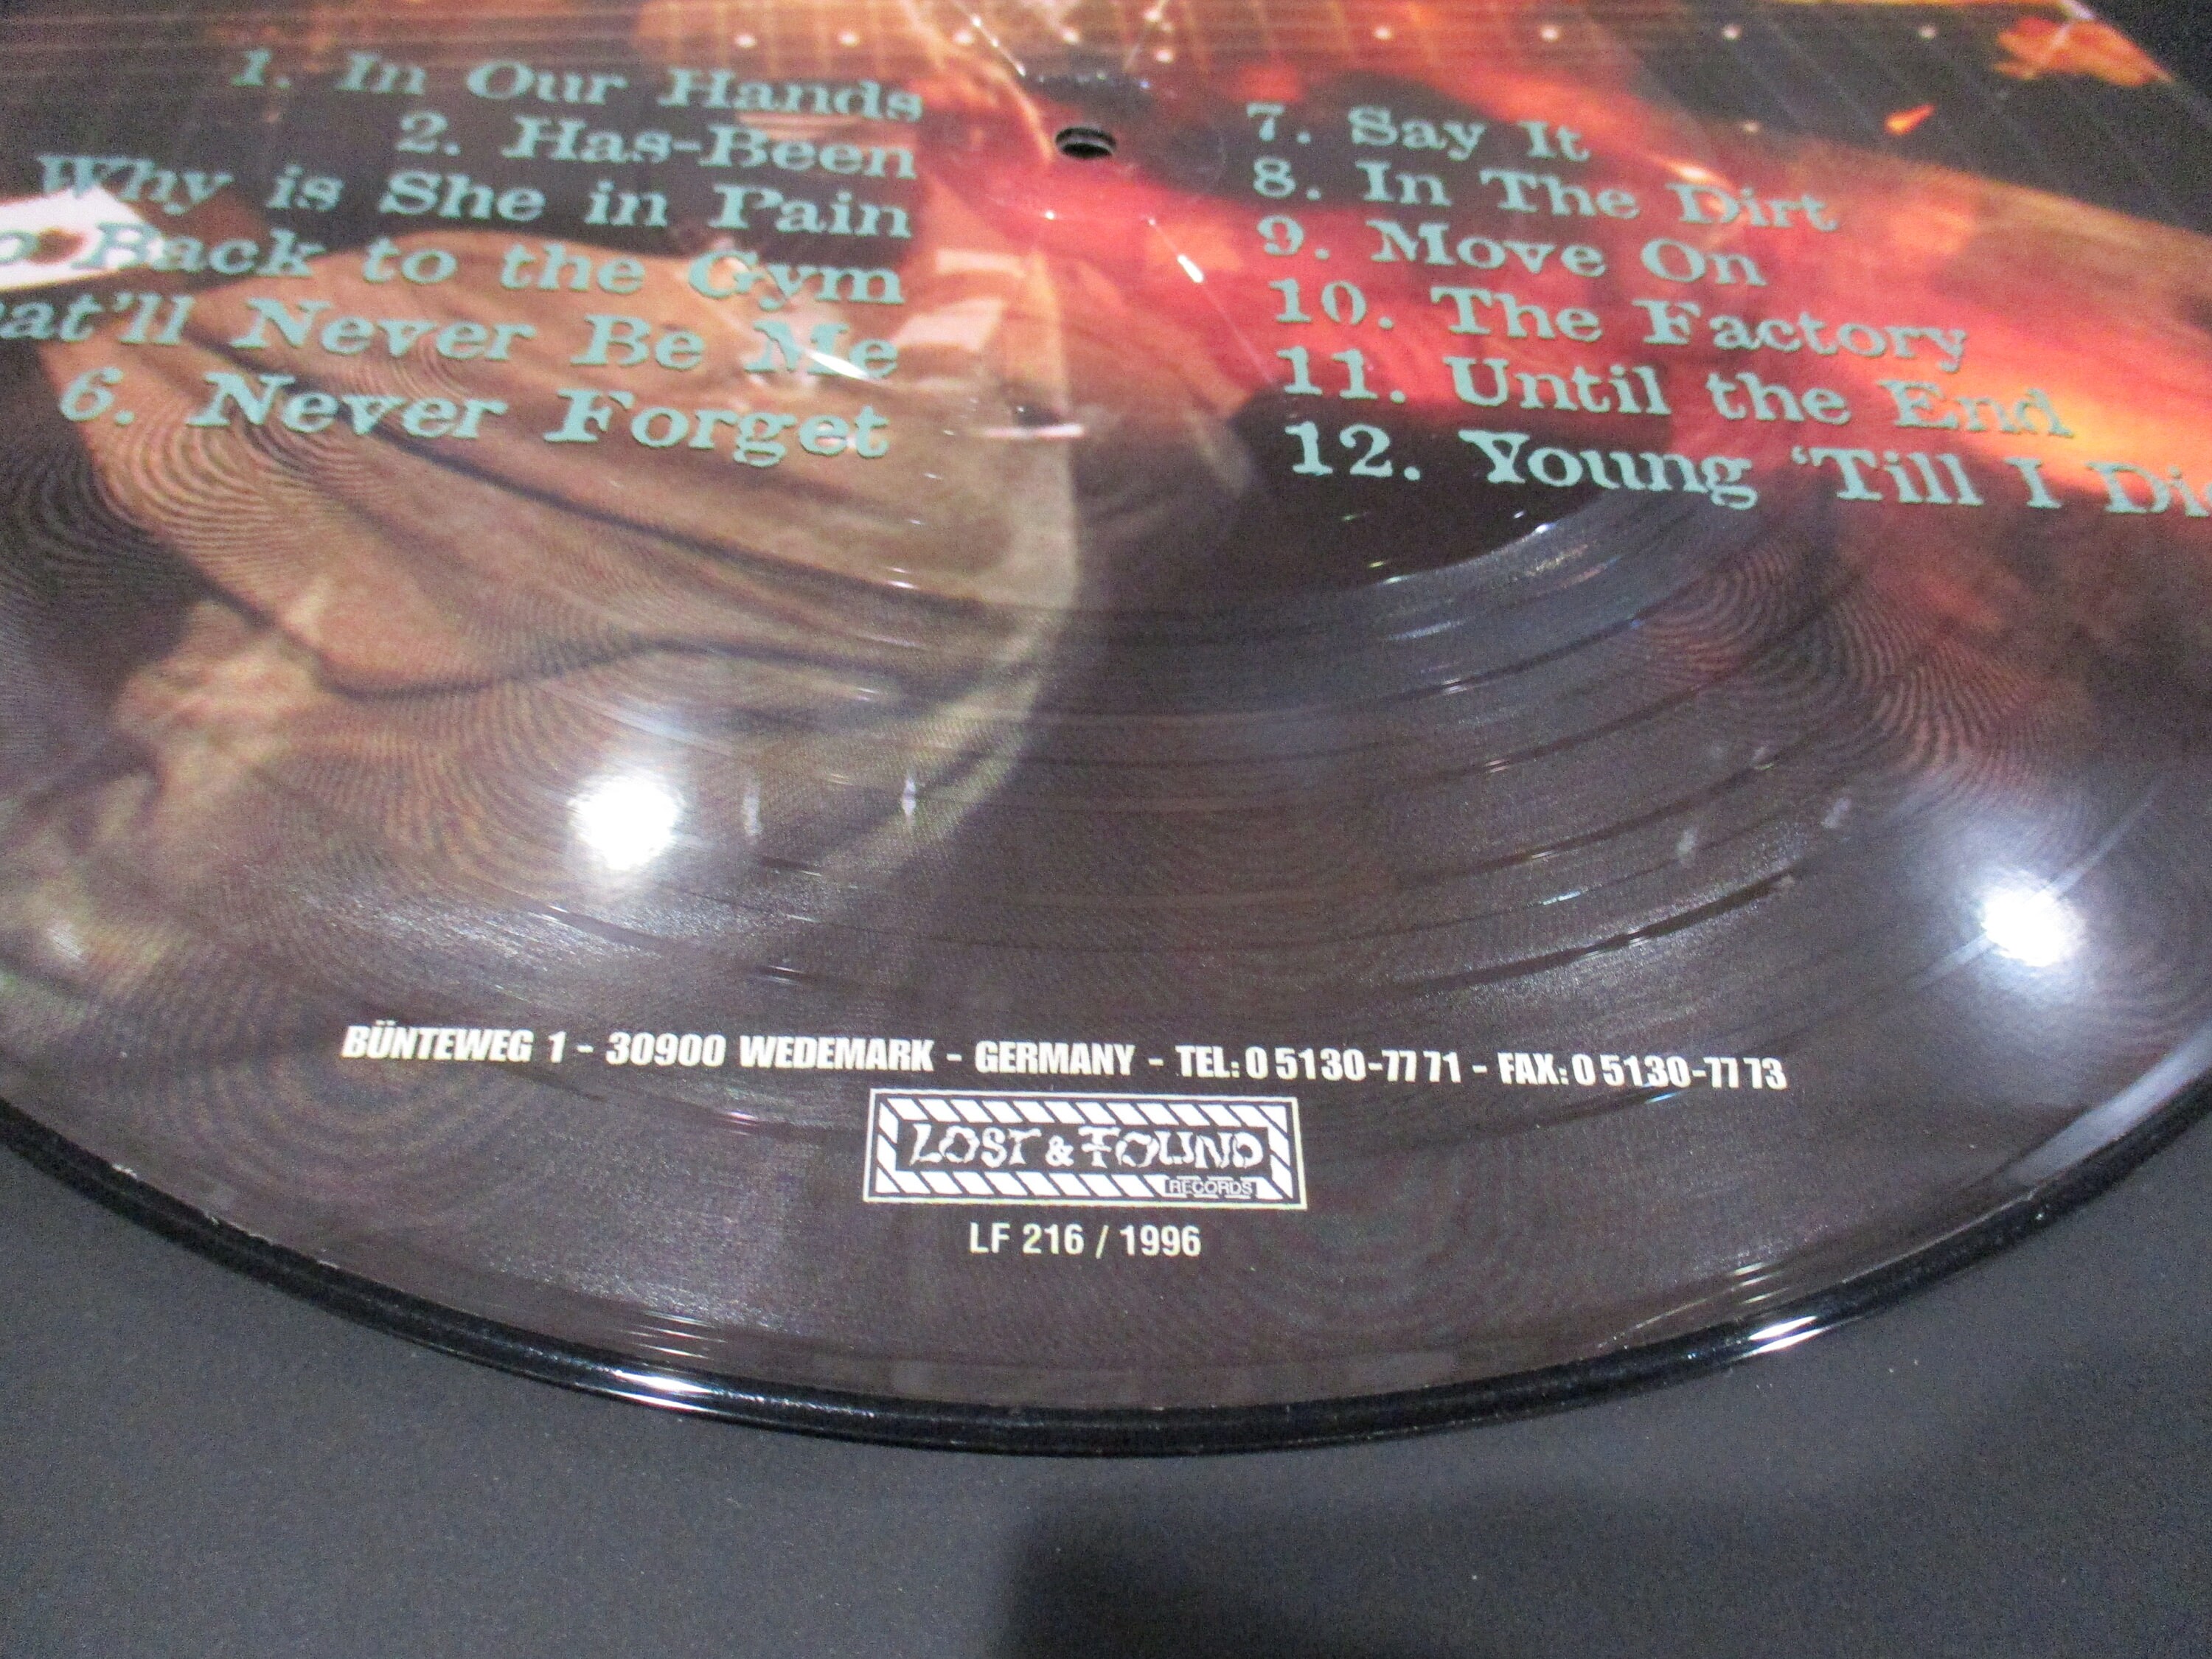 1. In Our Hands
2. Has-Been
Why is She in Pain
Back to the Gym
Never Be Me
6. Never Forget
7. Say It
8. In The Dirt
9. Move On
10. The Factory
11. Until the End
12. Young 'Till I
BÜNTEWEG 1 - 30900 WEDEMARK - GERMANY - TEL: 0 5130-77 71 - FAX: 0 5130-77 73
LOST & FOUND
RECORDS
LF 216 / 1996